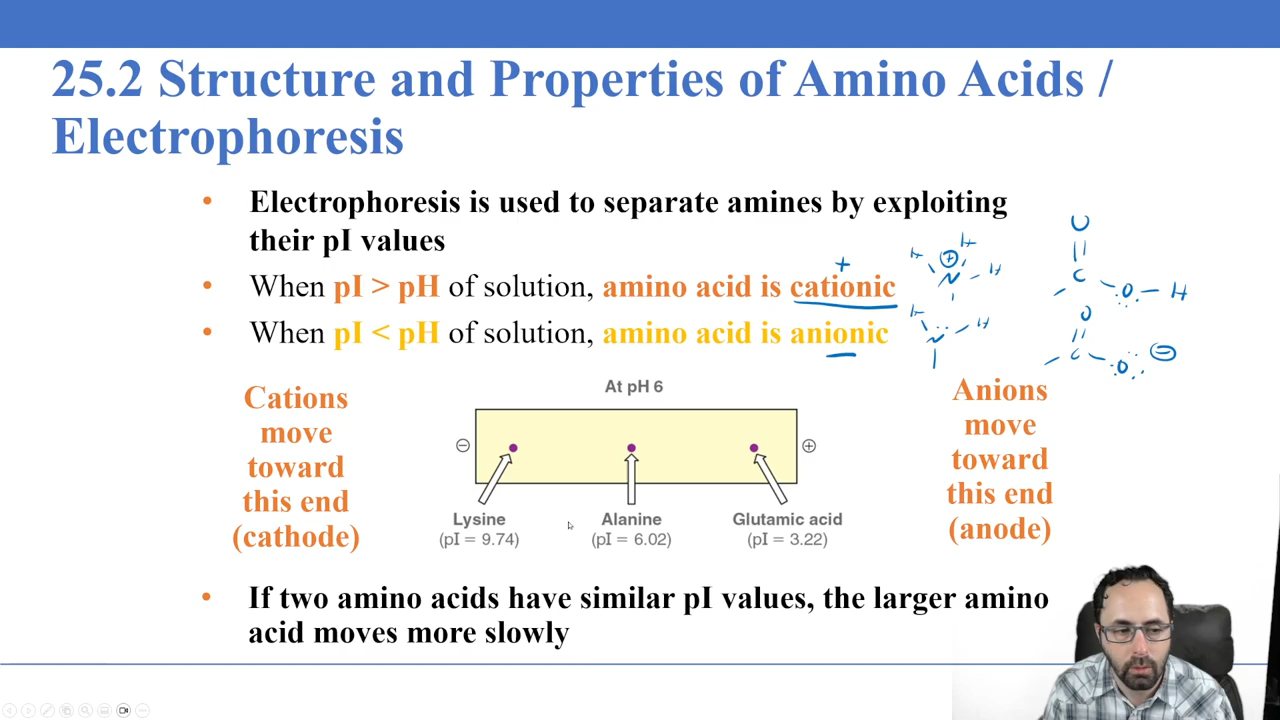 25.2 Structure and Properties of Amino Acids /
Electrophoresis
• Electrophoresis is used to separate amines by exploiting
their pI values
• When pI > pH of solution, amino acid is cationic
• When pI < pH of solution, amino acid is anionic
+
H
H
⊕
N
H
H
N
H
O
C
O
H
O
C
O
⊖
Cations
move
toward
this end
(cathode)
At pH 6
⊖
⊕
Lysine
(pI = 9.74)
Alanine
(pI = 6.02)
Glutamic acid
(pI = 3.22)
Anions
move
toward
this end
(anode)
• If two amino acids have similar pI values, the larger amino
acid moves more slowly